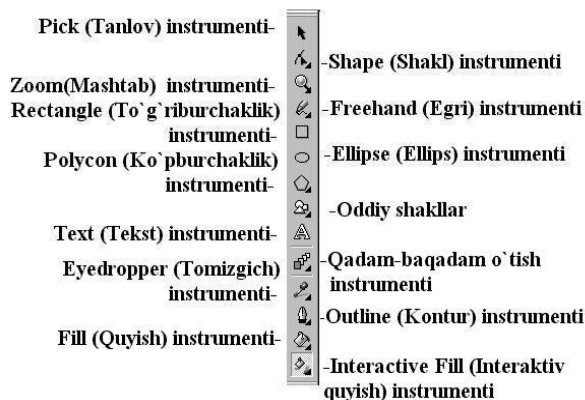 Pick (Tanlov) instrumenti-
-Shape (Shakl) instrumenti
Zoom(Mashtab) instrumenti-
Rectangle (To`g`riburchaklik)
instrumenti-
-Freehand (Egri) instrumenti
Polycon (Ko`pburchaklik)
instrumenti-
-Ellipse (Ellips) instrumenti
-Oddiy shakllar
Text (Tekst) instrumenti-
-Qadam-baqadam o`tish
instrumenti
Eyedropper (Tomizgich)
instrumenti-
-Outline (Kontur) instrumenti
Fill (Quyish) instrumenti-
-Interactive Fill (Interaktiv
quyish) instrumenti